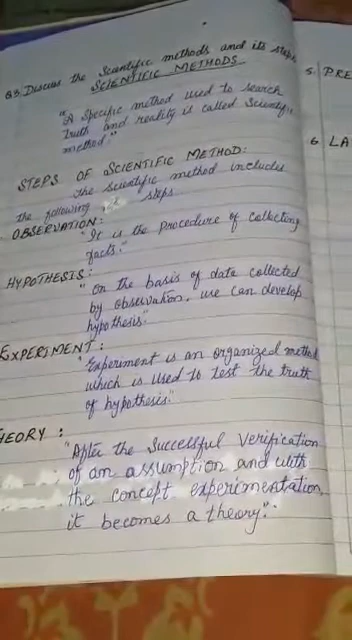 Q3. Discuss the Scientific methods and its steps
SCIENTIFIC METHODS
"A Specific method used to search
truth and reality is called Scientific
method."
STEPS OF SCIENTIFIC METHOD:
the scientific method includes
the following steps.
OBSERVATION:
"It is the procedure of collecting
facts."
HYPOTHESIS:
"On the basis of data collected
by observation, we can develop
hypothesis"
EXPERIMENT:
"Experiment is an organized method
which is used to test the truth
of hypothesis."
HEORY:
"After the successful verification
of an assumption and with
the concept experimentation,
it becomes a theory".
5. PRE
6 LA